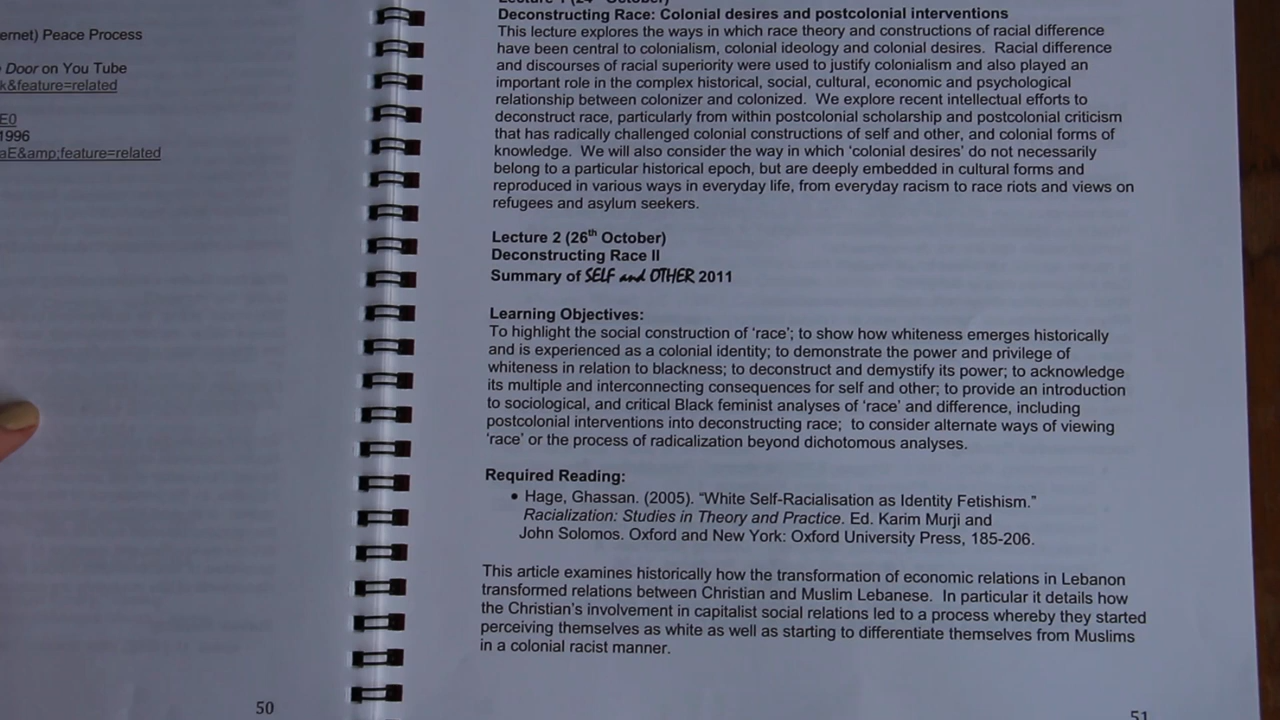 ernet) Peace Process
Door on You Tube
k&feature=related
E0
1996
aE&amp;feature=related
50
Lecture 1 (24th October)
Deconstructing Race: Colonial desires and postcolonial interventions
This lecture explores the ways in which race theory and constructions of racial difference
have been central to colonialism, colonial ideology and colonial desires. Racial difference
and discourses of racial superiority were used to justify colonialism and also played an
important role in the complex historical, social, cultural, economic and psychological
relationship between colonizer and colonized. We explore recent intellectual efforts to
deconstruct race, particularly from within postcolonial scholarship and postcolonial criticism
that has radically challenged colonial constructions of self and other, and colonial forms of
knowledge. We will also consider the way in which ‘colonial desires’ do not necessarily
belong to a particular historical epoch, but are deeply embedded in cultural forms and
reproduced in various ways in everyday life, from everyday racism to race riots and views on
refugees and asylum seekers.
Lecture 2 (26th October)
Deconstructing Race II
Summary of SELF and OTHER 2011
Learning Objectives:
To highlight the social construction of ‘race’; to show how whiteness emerges historically
and is experienced as a colonial identity; to demonstrate the power and privilege of
whiteness in relation to blackness; to deconstruct and demystify its power; to acknowledge
its multiple and interconnecting consequences for self and other; to provide an introduction
to sociological, and critical Black feminist analyses of ‘race’ and difference, including
postcolonial interventions into deconstructing race; to consider alternate ways of viewing
‘race’ or the process of radicalization beyond dichotomous analyses.
Required Reading:
• Hage, Ghassan. (2005). “White Self-Racialisation as Identity Fetishism.”
Racialization: Studies in Theory and Practice. Ed. Karim Murji and
John Solomos. Oxford and New York: Oxford University Press, 185-206.
This article examines historically how the transformation of economic relations in Lebanon
transformed relations between Christian and Muslim Lebanese. In particular it details how
the Christian’s involvement in capitalist social relations led to a process whereby they started
perceiving themselves as white as well as starting to differentiate themselves from Muslims
in a colonial racist manner.
51